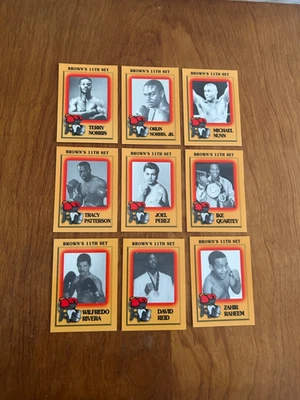 BROWN'S 11TH SET
TERRY
NORRIS
BROWN'S 11TH SET
ORLIN
NORRIS, JR.
BROWN'S 11TH SET
MICHAEL
NUNN
BROWN'S 11TH SET
TRACY
PATTERSON
BROWN'S 11TH SET
JOEL
PEREZ
BROWN'S 11TH SET
IKE
QUARTEY
BROWN'S 11TH SET
WILFREDO
RIVERA
BROWN'S 11TH SET
DAVID
REID
BROWN'S 11TH SET
ZAHIR
RAHEEM